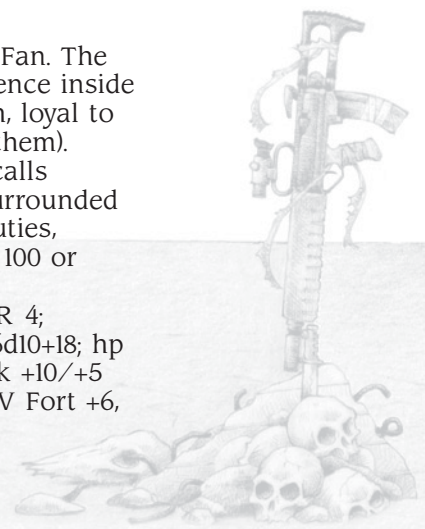 Fan. The
ence inside
n, loyal to
them).
calls
urrounded
uties,
100 or
R 4;
6d10+18; hp
k +10/+5
V Fort +6,